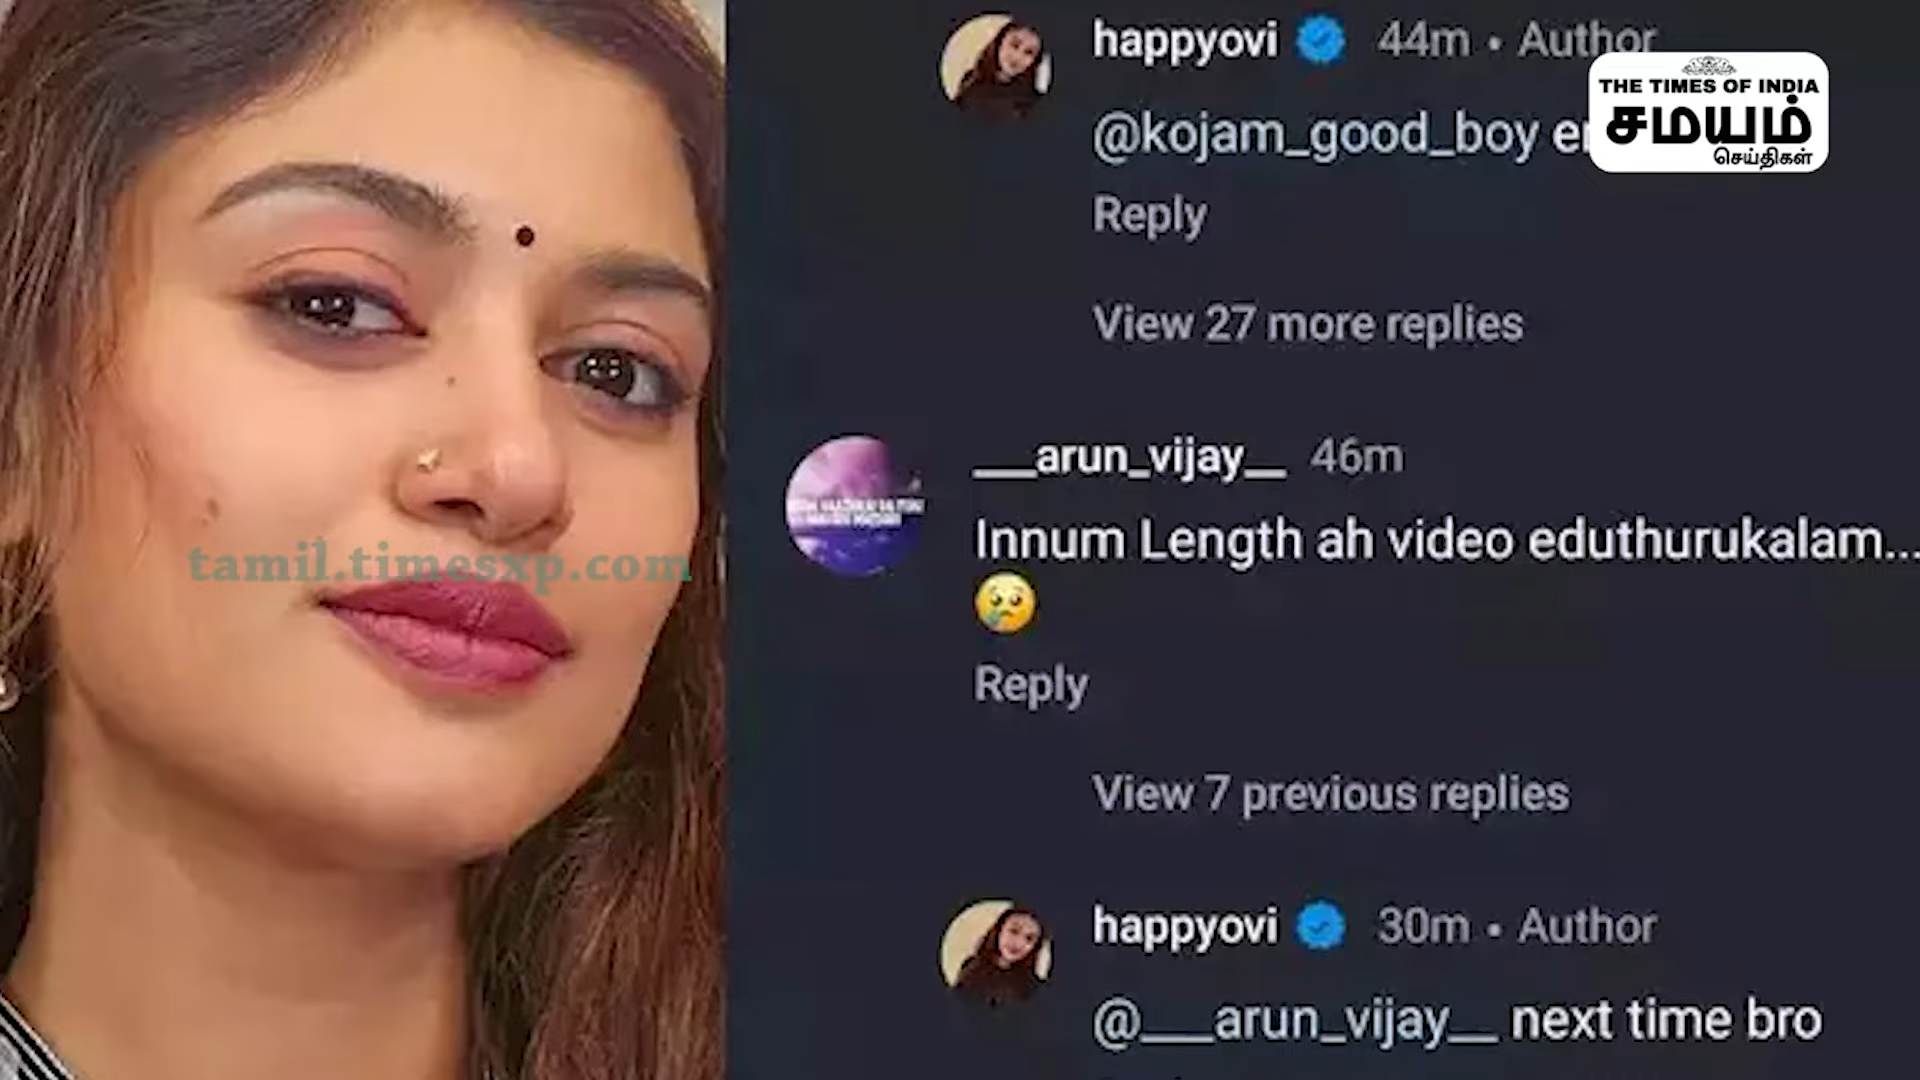 happyovi 44m • Author
THE TIMES OF INDIA
சமயம்
செய்திகள்
@kojam_good_boy
Reply
View 27 more replies
___arun_vijay__ 46m
Innum Length ah video eduthurukalam...
😢
Reply
tamil.timesxp.com
View 7 previous replies
happyovi 30m • Author
@___arun_vijay__ next time bro